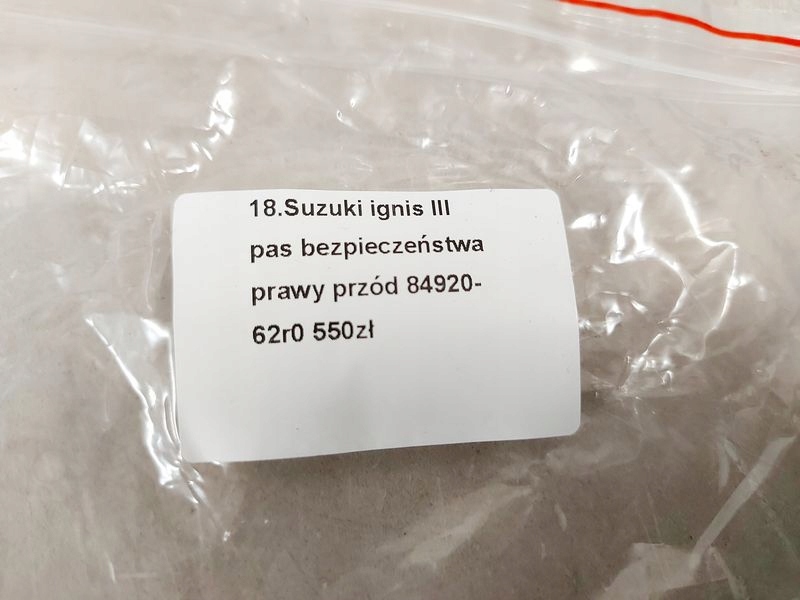 18.Suzuki ignis III
pas bezpieczeństwa
prawy przód 84920-
62r0 550zł